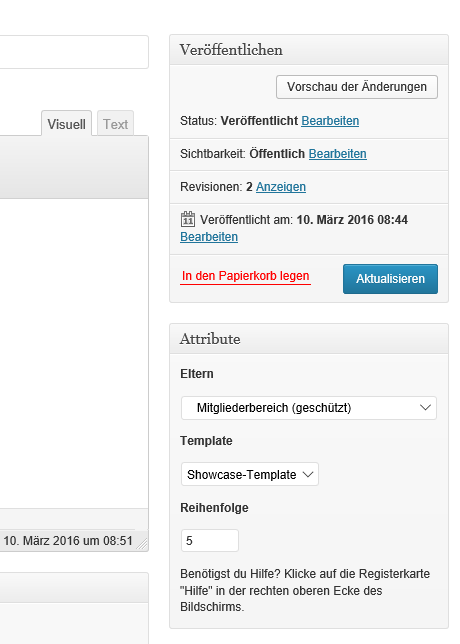 Veröffentlichen
Vorschau der Änderungen
Visuell Text
Status: Veröffentlicht Bearbeiten
Sichtbarkeit: Öffentlich Bearbeiten
Revisionen: 2 Anzeigen
11 Veröffentlicht am: 10. März 2016 08:44
Bearbeiten
In den Papierkorb legen Aktualisieren
Attribute
Eltern
Mitgliederbereich (geschützt)
Template
Showcase-Template
Reihenfolge
5
10. März 2016 um 08:51
Benötigst du Hilfe? Klicke auf die Registerkarte
"Hilfe" in der rechten oberen Ecke des
Bildschirms.